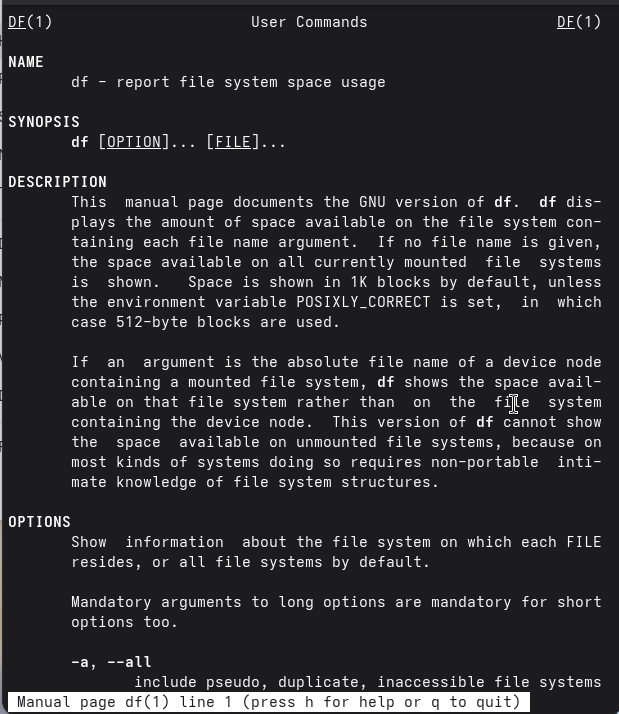 DF(1) User Commands DF(1)
NAME
df - report file system space usage
SYNOPSIS
df [OPTION]... [FILE]...
DESCRIPTION
This manual page documents the GNU version of df. df dis-
plays the amount of space available on the file system con-
taining each file name argument. If no file name is given,
the space available on all currently mounted file systems
is shown. Space is shown in 1K blocks by default, unless
the environment variable POSIXLY_CORRECT is set, in which
case 512-byte blocks are used.
If an argument is the absolute file name of a device node
containing a mounted file system, df shows the space avail-
able on that file system rather than on the file system
containing the device node. This version of df cannot show
the space available on unmounted file systems, because on
most kinds of systems doing so requires non-portable inti-
mate knowledge of file system structures.
OPTIONS
Show information about the file system on which each FILE
resides, or all file systems by default.
Mandatory arguments to long options are mandatory for short
options too.
-a, --all
include pseudo, duplicate, inaccessible file systems
Manual page df(1) line 1 (press h for help or q to quit)